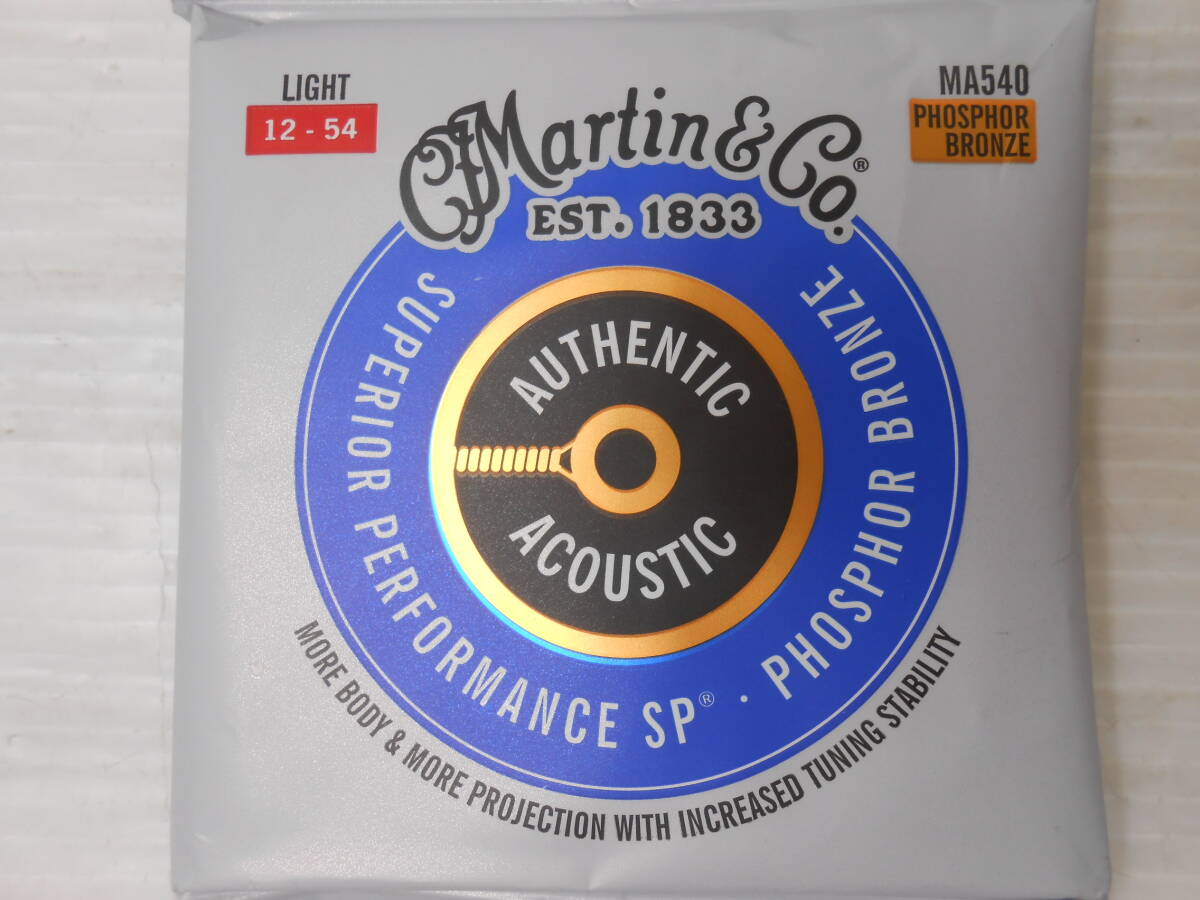 LIGHT
12 - 54
MA540
PHOSPHOR
BRONZE
CFMartin & Co.®
EST. 1833
SUPERIOR PERFORMANCE SP® · PHOSPHOR BRONZE
AUTHENTIC
ACOUSTIC
MORE BODY & MORE PROJECTION WITH INCREASED TUNING STABILITY